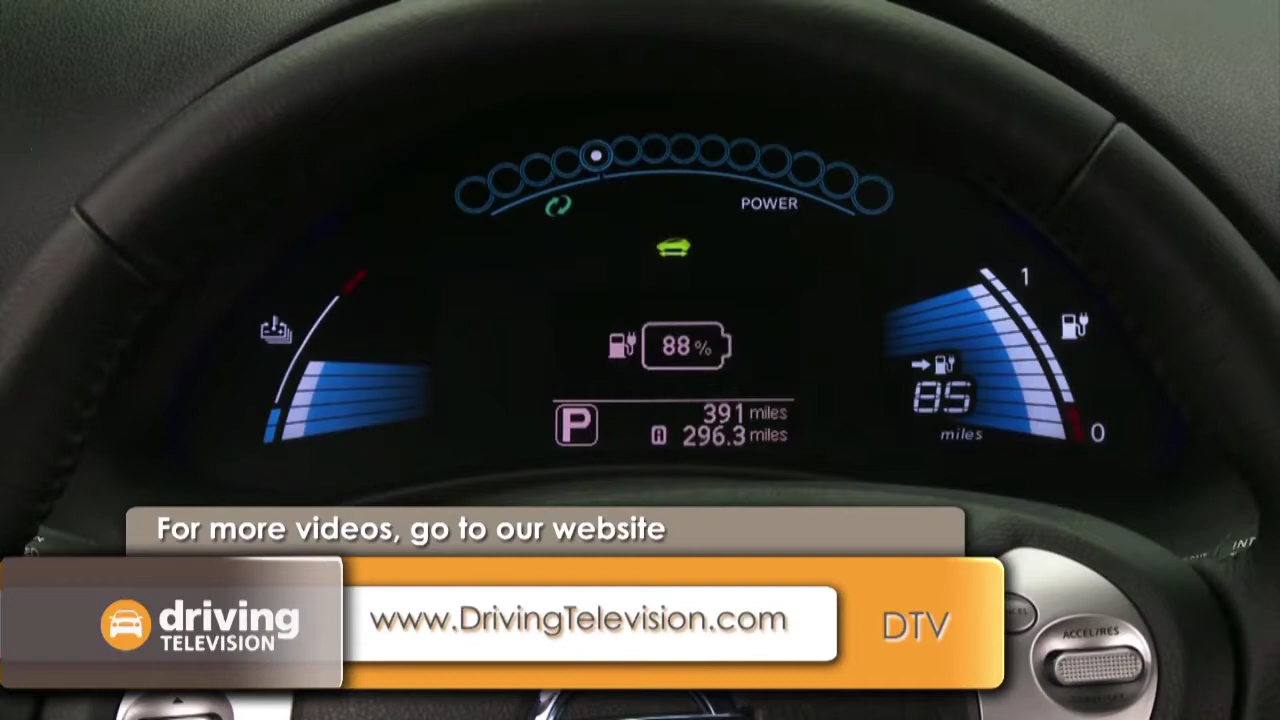 POWER
1
88%
85
miles
0
P
391 miles
A 296.3 miles
For more videos, go to our website
driving
TELEVISION
www.DrivingTelevision.com
DTV
ACCEL/RES
INT